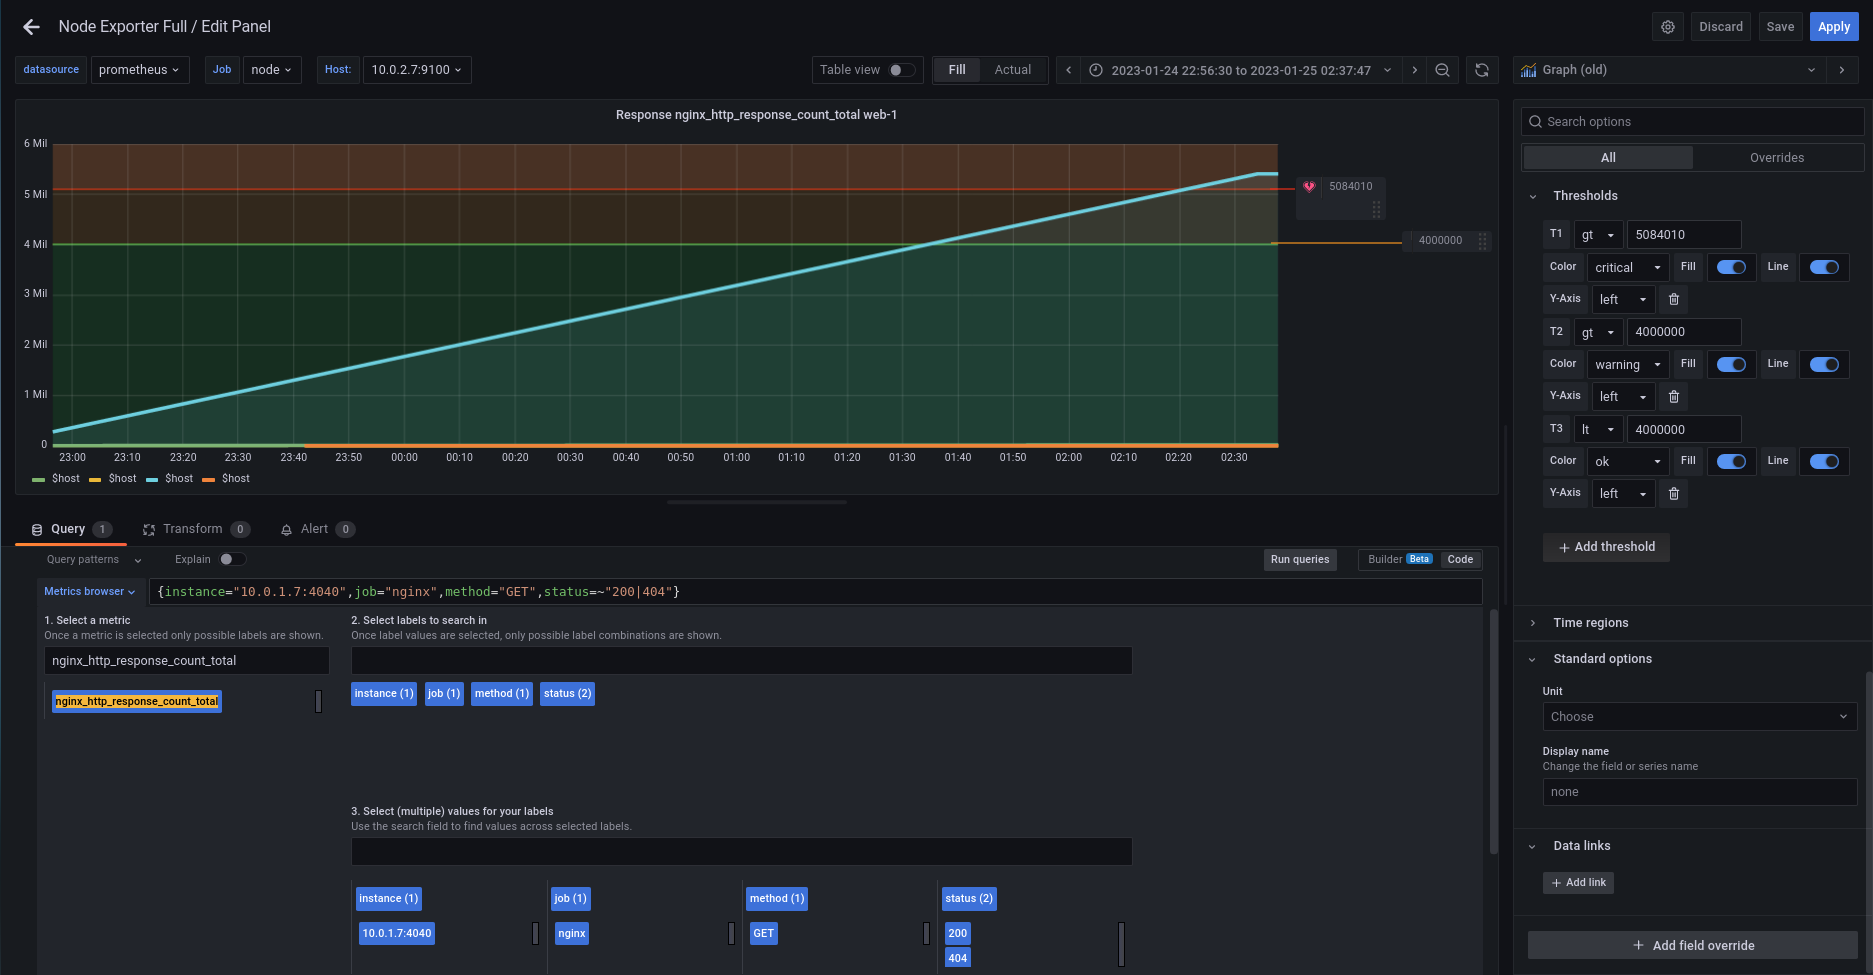 Node Exporter Full / Edit Panel
Discard
Save
Apply
datasource
prometheus
Job
node
Host:
10.0.2.7:9100
Table view
Fill
Actual
2023-01-24 22:56:30 to 2023-01-25 02:37:47
Graph (old)
Response nginx_http_response_count_total web-1
6 Mil
5 Mil
4 Mil
3 Mil
2 Mil
1 Mil
0
5084010
4000000
23:00 23:10 23:20 23:30 23:40 23:50 00:00 00:10 00:20 00:30 00:40 00:50 01:00 01:10 01:20 01:30 01:40 01:50 02:00 02:10 02:20 02:30
$host $host $host $host
Query 1
Transform 0
Alert 0
Query patterns
Explain
Run queries
Builder Beta
Code
Metrics browser
{instance="10.0.1.7:4040",job="nginx",method="GET",status=~"200|404"}
1. Select a metric
Once a metric is selected only possible labels are shown.
nginx_http_response_count_total
nginx_http_response_count_total
2. Select labels to search in
Once label values are selected, only possible label combinations are shown.
instance (1) job (1) method (1) status (2)
3. Select (multiple) values for your labels
Use the search field to find values across selected labels.
instance (1) job (1) method (1) status (2)
10.0.1.7:4040 nginx GET 200
404
Search options
All
Overrides
Thresholds
T1 gt 5084010
Color critical Fill Line
Y-Axis left
T2 gt 4000000
Color warning Fill Line
Y-Axis left
T3 lt 4000000
Color ok Fill Line
Y-Axis left
+ Add threshold
Time regions
Standard options
Unit
Choose
Display name
Change the field or series name
none
Data links
+ Add link
+ Add field override